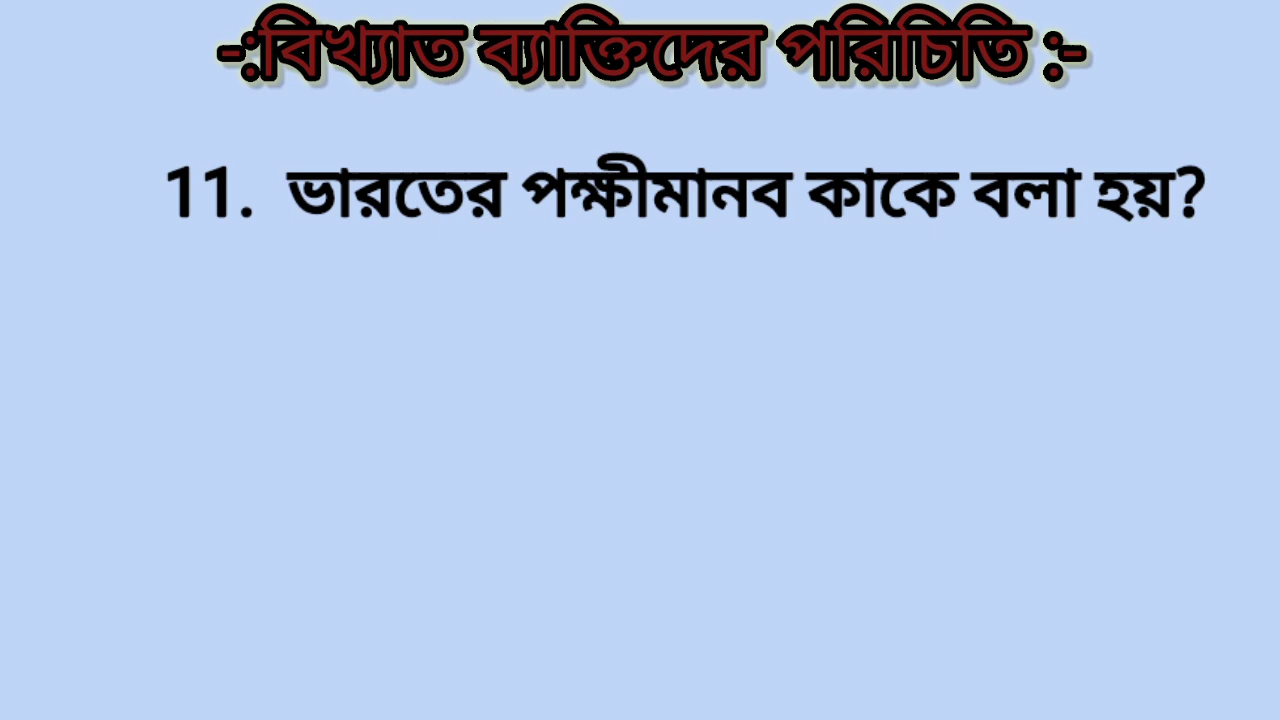 -:বিখ্যাত ব্যাক্তিদের পরিচিতি :-
11. ভারতের পক্ষীমানব কাকে বলা হয়?